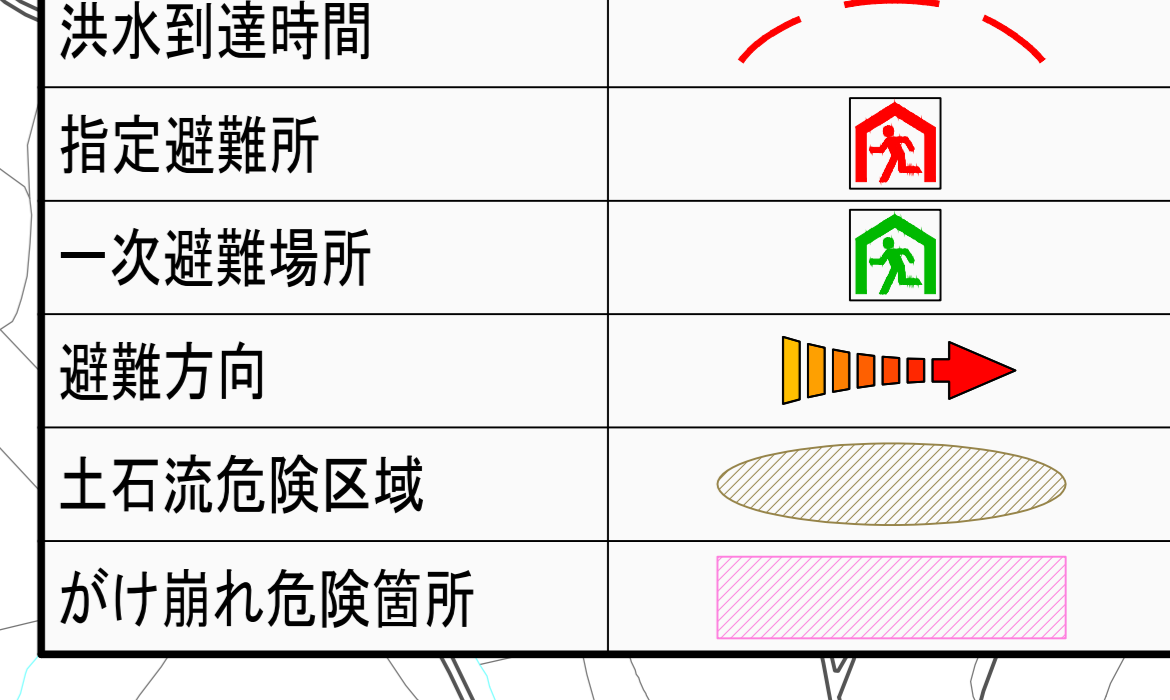 洪水到達時間
指定避難所
一次避難場所
避難方向
土石流危険区域
がけ崩れ危険箇所